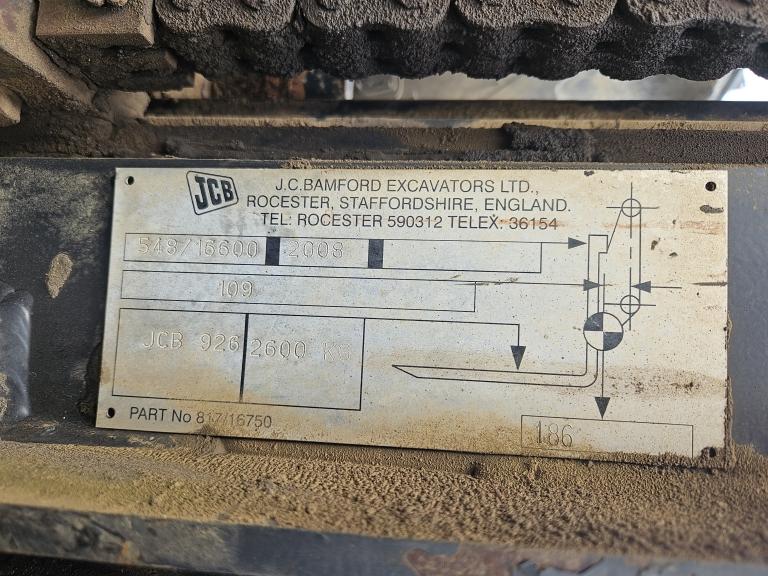 JCB
J.C.BAMFORD EXCAVATORS LTD.,
ROCESTER, STAFFORDSHIRE, ENGLAND.
TEL: ROCESTER 590312 TELEX: 36154
548/16600 2008
109
JCB 926 2600 KG
PART No 817/16750
186